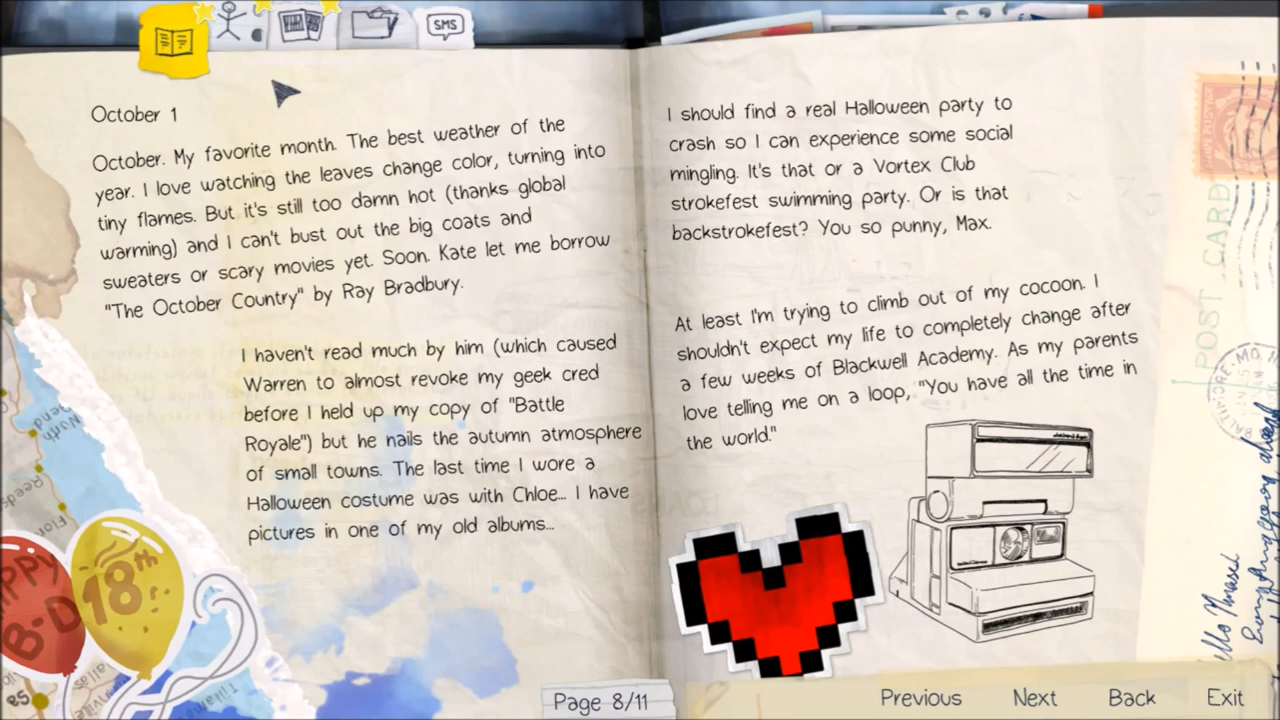 SMS
October 1
October. My favorite month. The best weather of the
year. I love watching the leaves change color, turning into
tiny flames. But it's still too damn hot (thanks global
warming) and I can't bust out the big coats and
sweaters or scary movies yet. Soon. Kate let me borrow
"The October Country" by Ray Bradbury.
I haven't read much by him (which caused
Warren to almost revoke my geek cred
before I held up my copy of "Battle
Royale") but he nails the autumn atmosphere
of small towns. The last time I wore a
Halloween costume was with Chloe... I have
pictures in one of my old albums...
North
Bend
18th
B-D
I should find a real Halloween party to
crash so I can experience some social
mingling. It's that or a Vortex Club
strokefest swimming party. Or is that
backstrokefest? You so punny, Max.
At least I'm trying to climb out of my cocoon. I
shouldn't expect my life to completely change after
a few weeks of Blackwell Academy. As my parents
love telling me on a loop, "You have all the time in
the world."
POST CARD
Page 8/11
Previous Next Back Exit